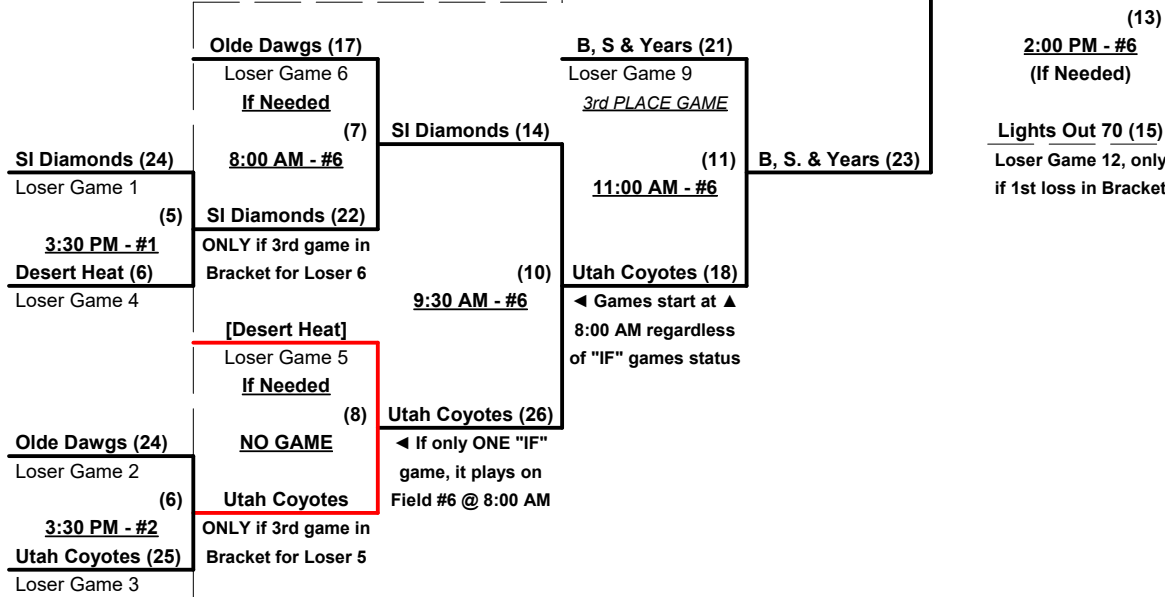 (13)
Olde Dawgs (17)
B, S & Years (21)
2:00 PM - #6
Loser Game 6
Loser Game 9
(If Needed)
If Needed
3rd PLACE GAME
(7)
SI Diamonds (14)
Lights Out 70 (15)
SI Diamonds (24)
8:00 AM - #6
(11)
B, S. & Years (23)
Loser Game 12, only
Loser Game 1
11:00 AM - #6
if 1st loss in Bracket
(5)
SI Diamonds (22)
3:30 PM - #1
ONLY if 3rd game in
Desert Heat (6)
Bracket for Loser 6
(10)
Utah Coyotes (18)
Loser Game 4
9:30 AM - #6
◄ Games start at ▲
[Desert Heat]
8:00 AM regardless
Loser Game 5
of "IF" games status
If Needed
(8)
Utah Coyotes (26)
Olde Dawgs (24)
NO GAME
◄ If only ONE "IF"
Loser Game 2
game, it plays on
(6)
Utah Coyotes
Field #6 @ 8:00 AM
3:30 PM - #2
ONLY if 3rd game in
Utah Coyotes (25)
Bracket for Loser 5
Loser Game 3